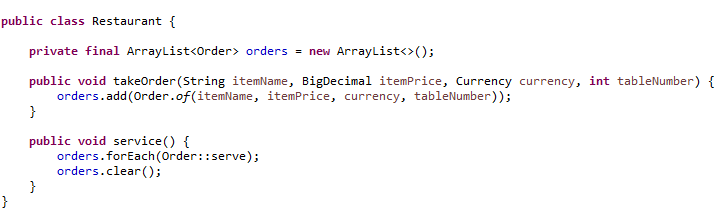 public class Restaurant {
private final ArrayList<Order> orders = new ArrayList<>();
public void takeOrder(String itemName, BigDecimal itemPrice, Currency currency, int tableNumber) {
orders.add(Order.of(itemName, itemPrice, currency, tableNumber));
}
public void service() {
orders.forEach(Order::serve);
orders.clear();
}
}